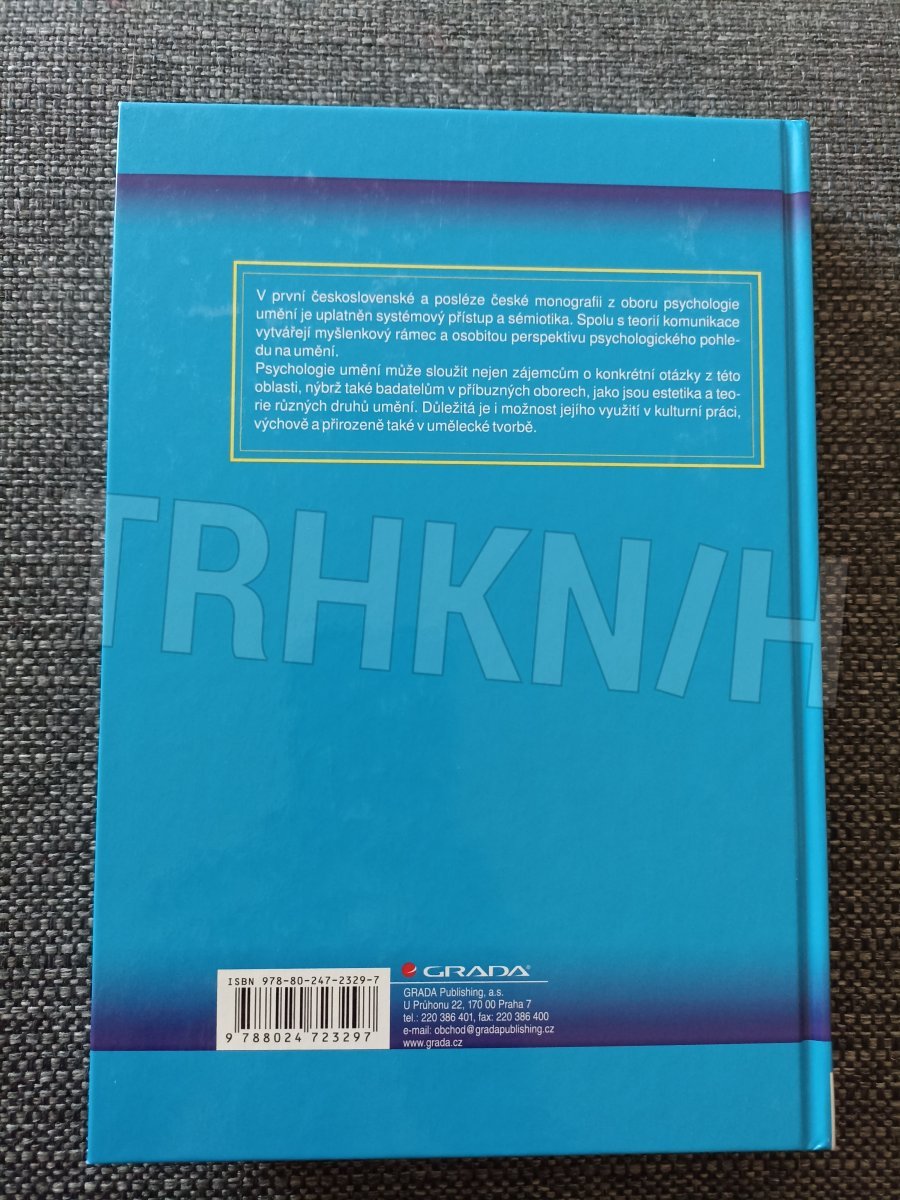 V první československé a posléze české monografii z oboru psychologie
umění je uplatněn systémový přístup a sémiotika. Spolu s teorií komunikace
vytvářejí myšlenkový rámec a osobitou perspektivu psychologického pohle-
du na umění.
Psychologie umění může sloužit nejen zájemcům o konkrétní otázky z této
oblasti, nýbrž také badatelům v příbuzných oborech, jako jsou estetika a teo-
rie různých druhů umění. Důležitá je i možnost jejího využití v kulturní práci,
výchově a přirozeně také v umělecké tvorbě.
TRHKN/H
ISBN 978-80-247-2329-7
9 788024 723297
GRADA
GRADA Publishing, a.s.
U Průhonu 22, 170 00 Praha 7
tel.: 220 386 401, fax: 220 386 400
e-mail: obchod@gradapublishing.cz
www.grada.cz